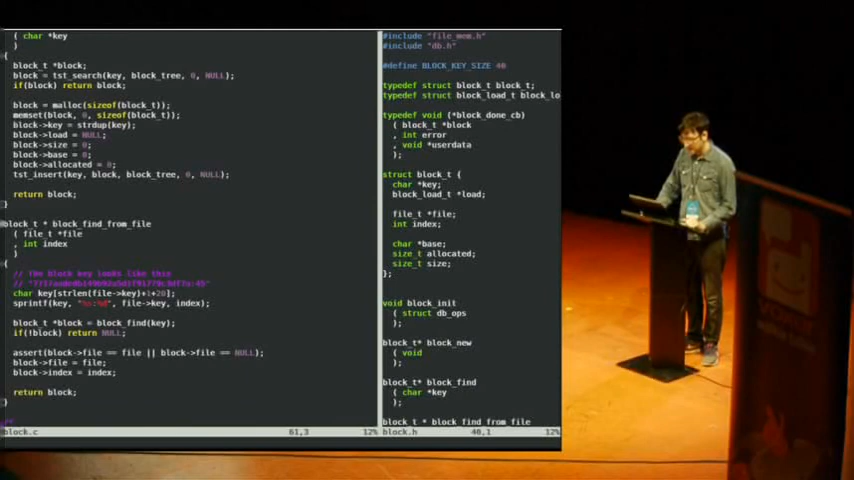 ( char *key
)
{
block_t *block;
block = tst_search(key, block_tree, 0, NULL);
if(block) return block;
block = malloc(sizeof(block_t));
memset(block, 0, sizeof(block_t));
block->key = strdup(key);
block->load = NULL;
block->size = 0;
block->base = 0;
block->allocated = 0;
tst_insert(key, block, block_tree, 0, NULL);
return block;
}
block_t * block_find_from_file
( file_t *file
, int index
)
{
// The block key looks like this
char key[strlen(file->key)+1+20];
sprintf(key, "%s:%d", file->key, index);
block_t *block = block_find(key);
if(!block) return NULL;
assert(block->file == file || block->file == NULL);
block->file = file;
block->index = index;
return block;
}
block.c 61,3 12%
#include "file_mem.h"
#include "db.h"
#define BLOCK_KEY_SIZE 40
typedef struct block_t block_t;
typedef struct block_load_t block_lo
typedef void (*block_done_cb)
( block_t *block
, int error
, void *userdata
);
struct block_t {
char *key;
block_load_t *load;
file_t *file;
int index;
char *base;
size_t allocated;
size_t size;
};
void block_init
( struct db_ops
);
block_t* block_new
( void
);
block_t* block_find
( char *key
);
block_t * block_find_from_file
block.h 40,1 12%